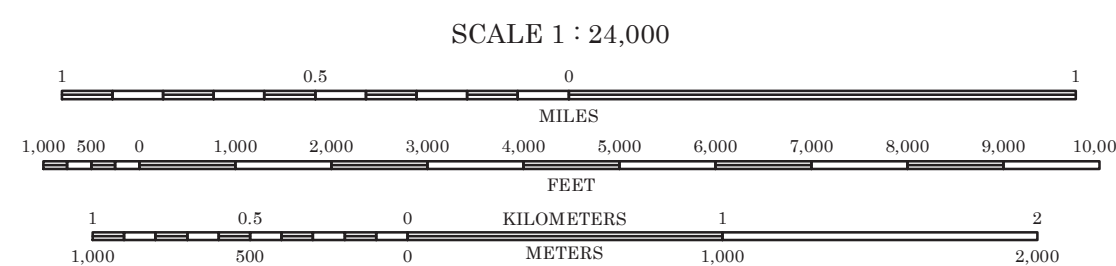 SCALE 1 : 24,000
1 0.5 0 1
MILES
1,000 500 0 1,000 2,000 3,000 4,000 5,000 6,000 7,000 8,000 9,000 10,00
FEET
1 0.5 0 KILOMETERS 1 2
1,000 500 0 METERS 1,000 2,000